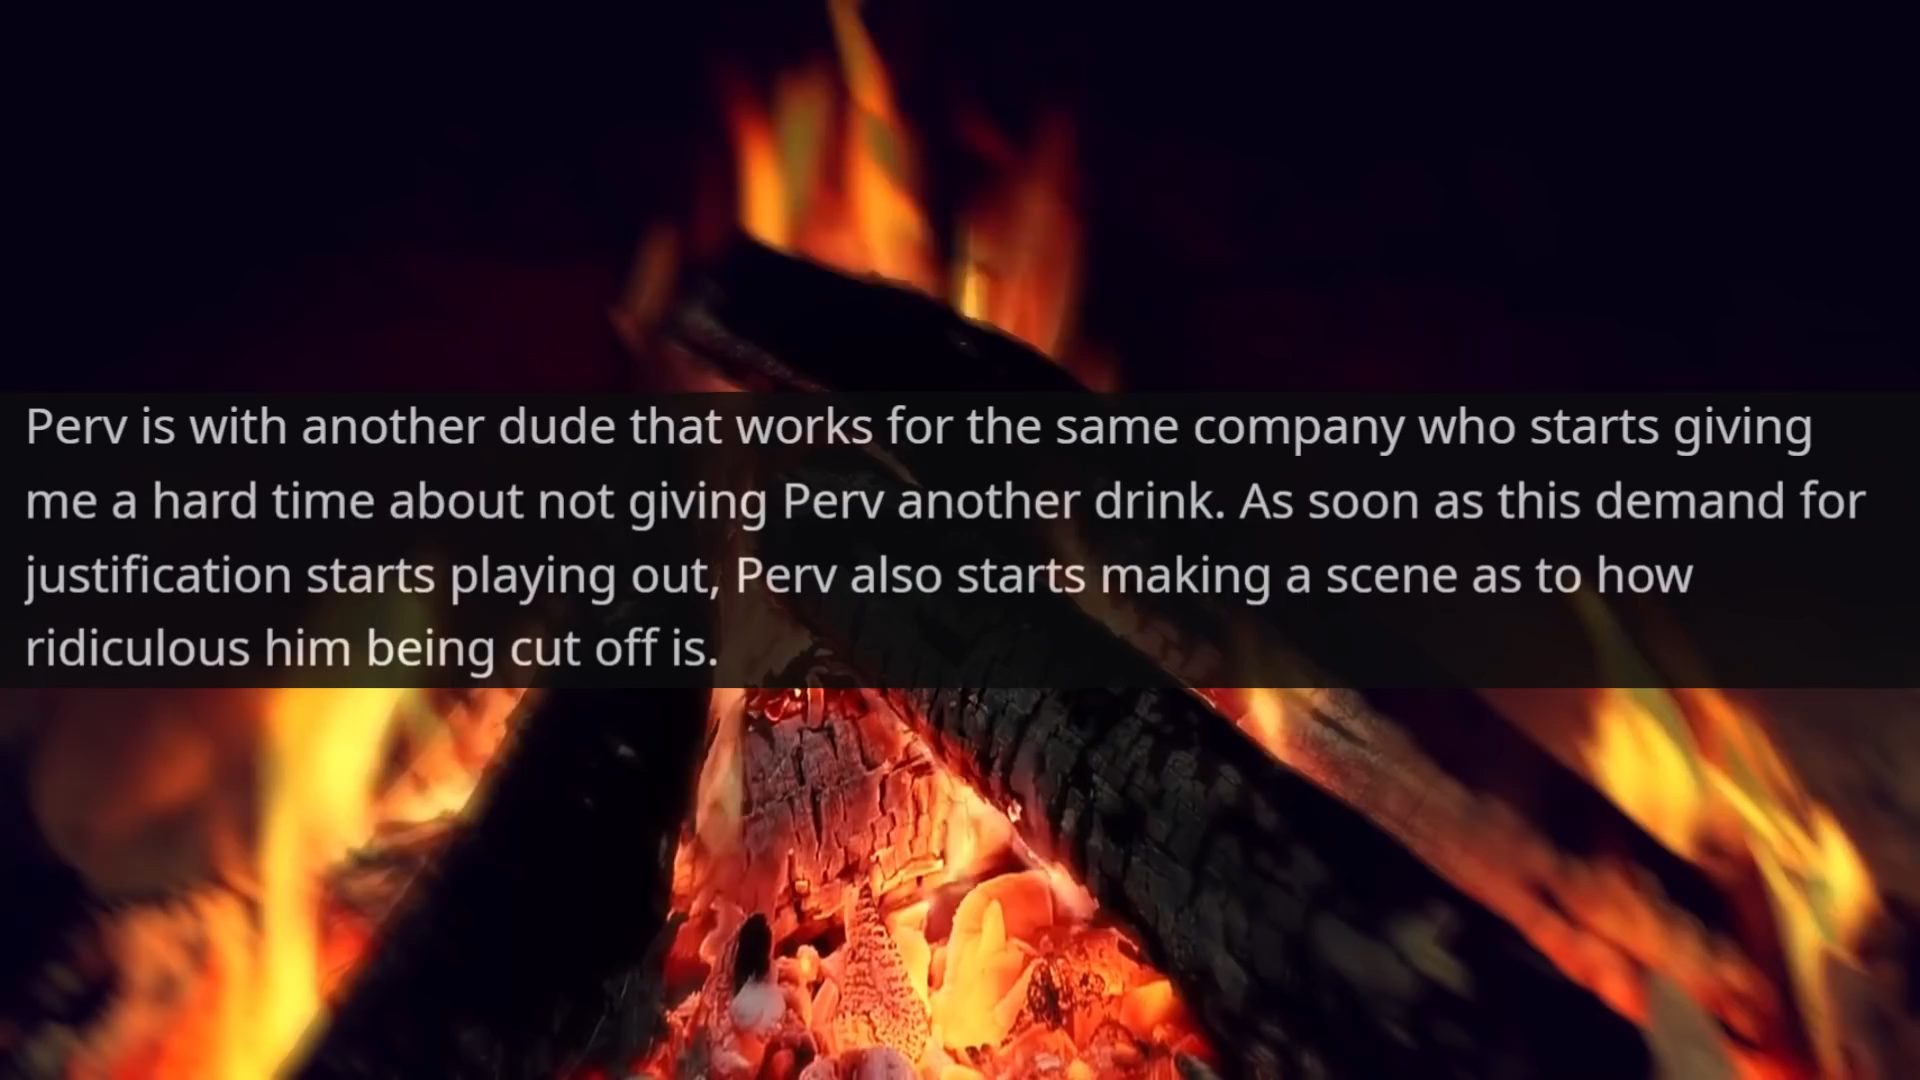 Perv is with another dude that works for the same company who starts giving
me a hard time about not giving Perv another drink. As soon as this demand for
justification starts playing out, Perv also starts making a scene as to how
ridiculous him being cut off is.